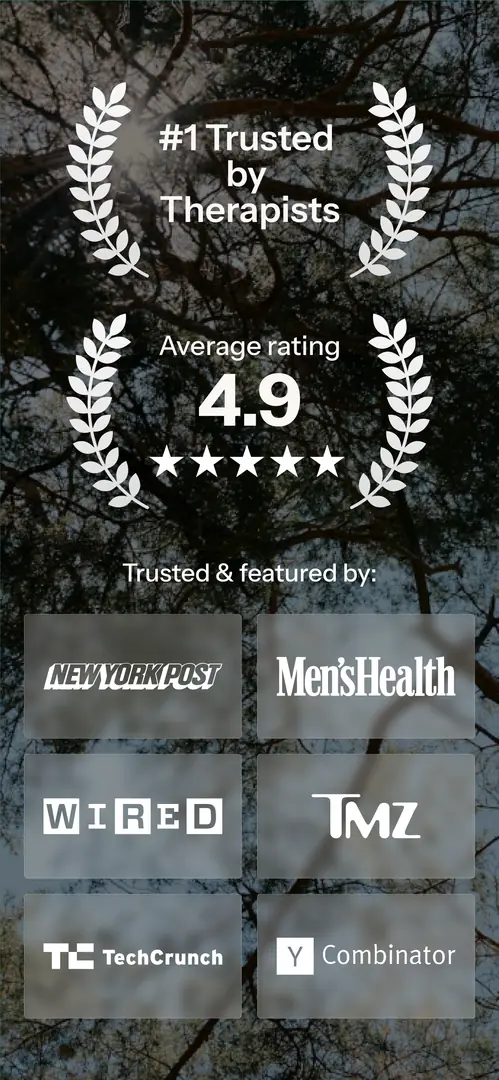 #1 Trusted
by
Therapists
Average rating
4.9
Trusted & featured by:
NEW YORK POST
Men'sHealth
WIRED
TMZ
TC TechCrunch
Y Combinator